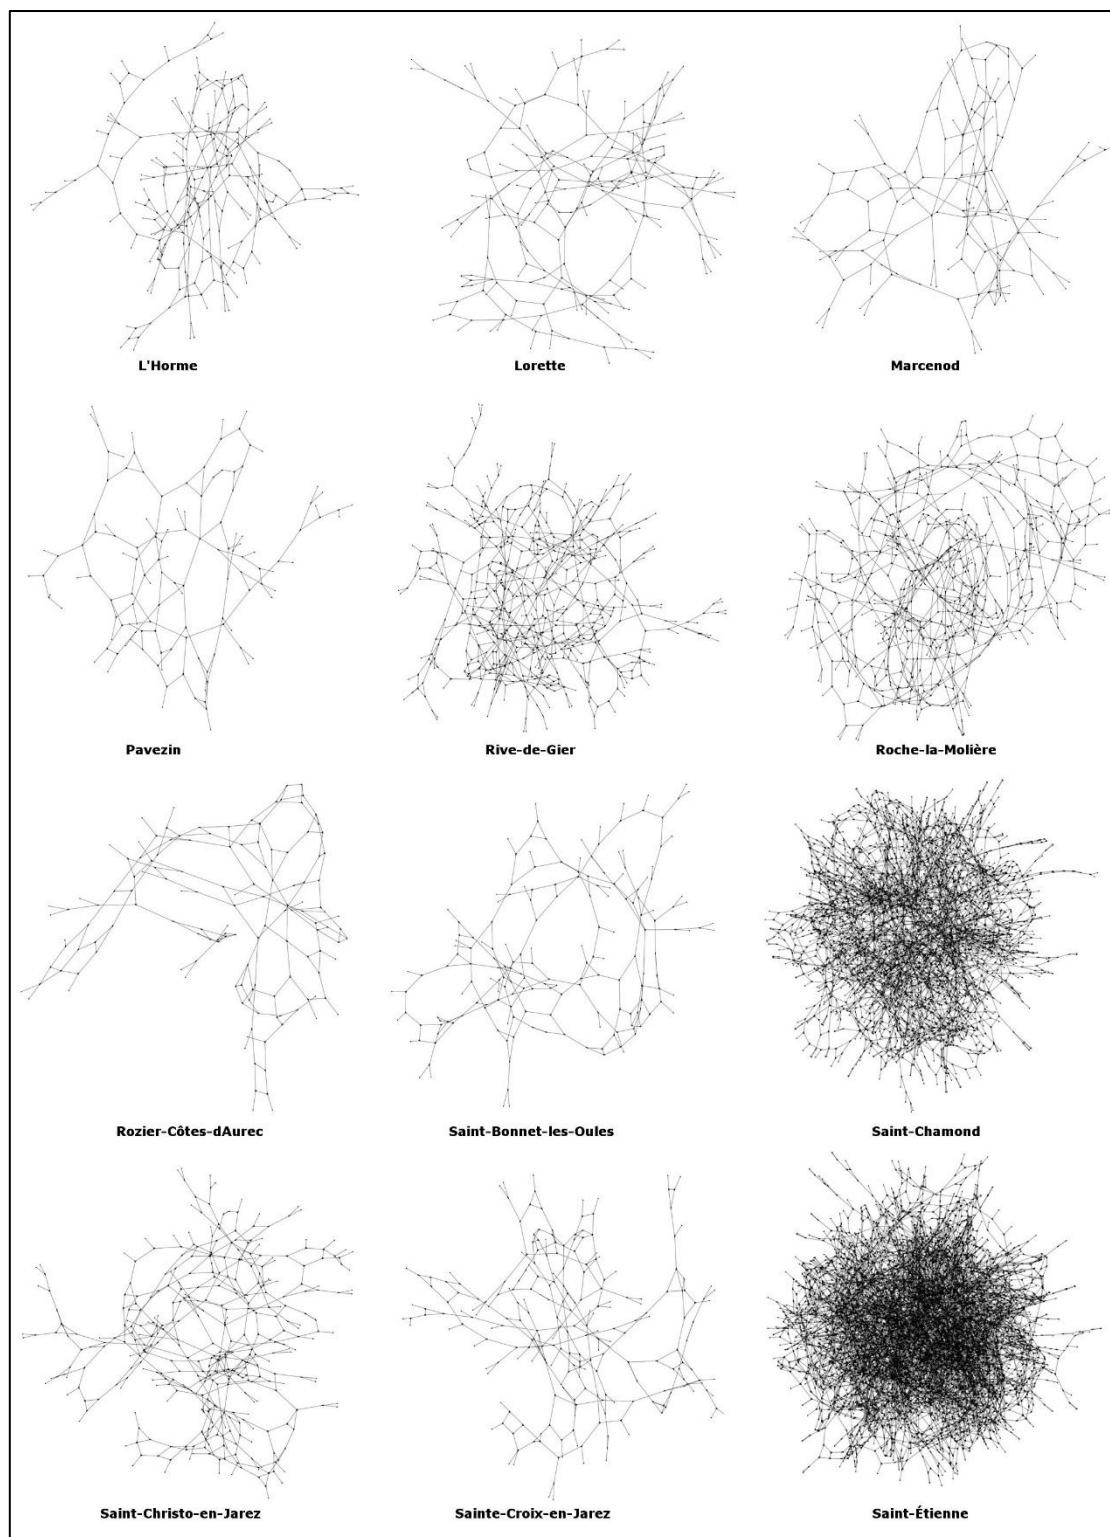 L'Horme
Lorette
Marcenod
Pavezin
Rive-de-Gier
Roche-la-Molière
Rozier-Côtes-dAurec
Saint-Bonnet-les-Oules
Saint-Chamond
Saint-Christo-en-Jarez
Sainte-Croix-en-Jarez
Saint-Étienne